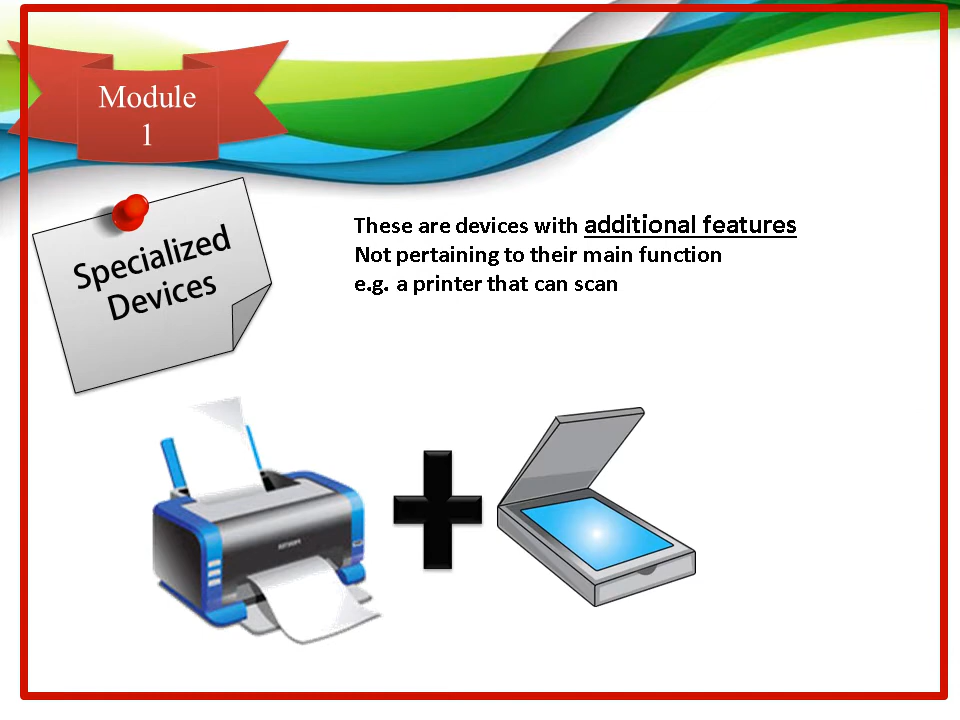 Module
1
Specialized
Devices
These are devices with additional features
Not pertaining to their main function
e.g. a printer that can scan